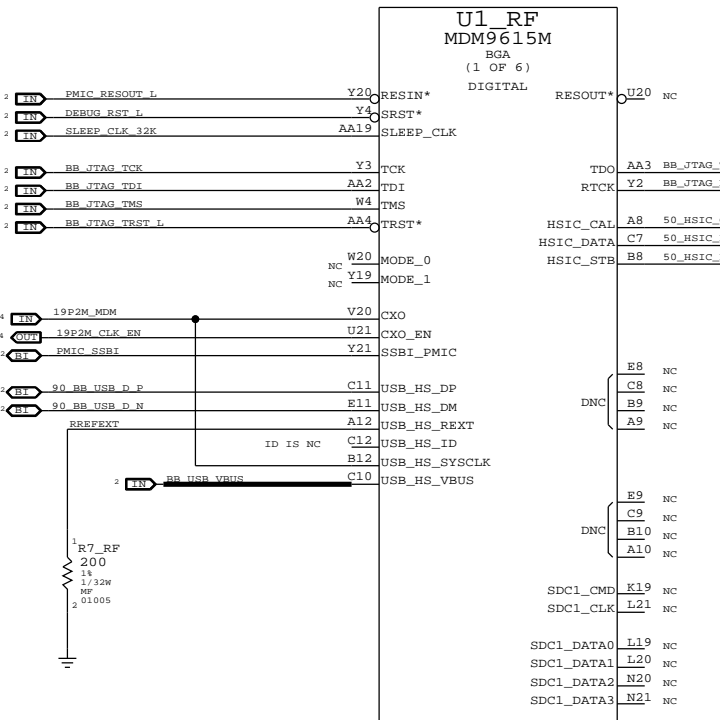 U1_RF
MDM9615M
BGA
(1 OF 6)
DIGITAL
2 IN PMIC_RESOUT_L Y20 RESIN* RESOUT* U20 NC
2 IN DEBUG_RST_L Y4 SRST*
2 IN SLEEP_CLK_32K AA19 SLEEP_CLK
2 IN BB_JTAG_TCK Y3 TCK TDO AA3 BB_JTAG_
2 IN BB_JTAG_TDI AA2 TDI RTCK Y2 BB_JTAG_
2 IN BB_JTAG_TMS W4 TMS
2 IN BB_JTAG_TRST_L AA4 TRST* HSIC_CAL A8 50_HSIC_
HSIC_DATA C7 50_HSIC_
NC W20 MODE_0 HSIC_STB B8 50_HSIC_
NC Y19 MODE_1
4 IN 19P2M_MDM V20 CXO
4 OUT 19P2M_CLK_EN U21 CXO_EN
2 BI PMIC_SSBI Y21 SSBI_PMIC
E8 NC
2 BI 90_BB_USB_D_P C11 USB_HS_DP C8 NC
2 BI 90_BB_USB_D_N E11 USB_HS_DM DNC B9 NC
RREFEXT A12 USB_HS_REXT A9 NC
ID IS NC C12 USB_HS_ID
B12 USB_HS_SYSCLK
2 IN BB_USB_VBUS C10 USB_HS_VBUS
E9 NC
C9 NC
DNC B10 NC
A10 NC
1 R7_RF
200
1%
1/32W
MF
2 01005
SDC1_CMD K19 NC
SDC1_CLK L21 NC
SDC1_DATA0 L19 NC
SDC1_DATA1 L20 NC
SDC1_DATA2 N20 NC
SDC1_DATA3 N21 NC